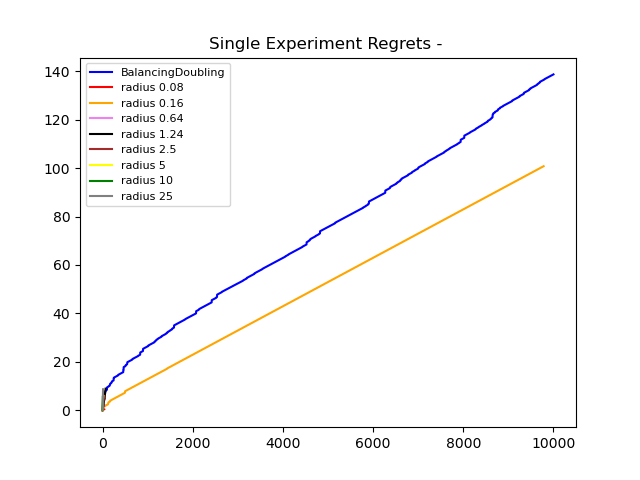 Single Experiment Regrets -
BalancingDoubling
radius 0.08
radius 0.16
radius 0.64
radius 1.24
radius 2.5
radius 5
radius 10
radius 25
140
120
100
80
60
40
20
0
0 2000 4000 6000 8000 10000